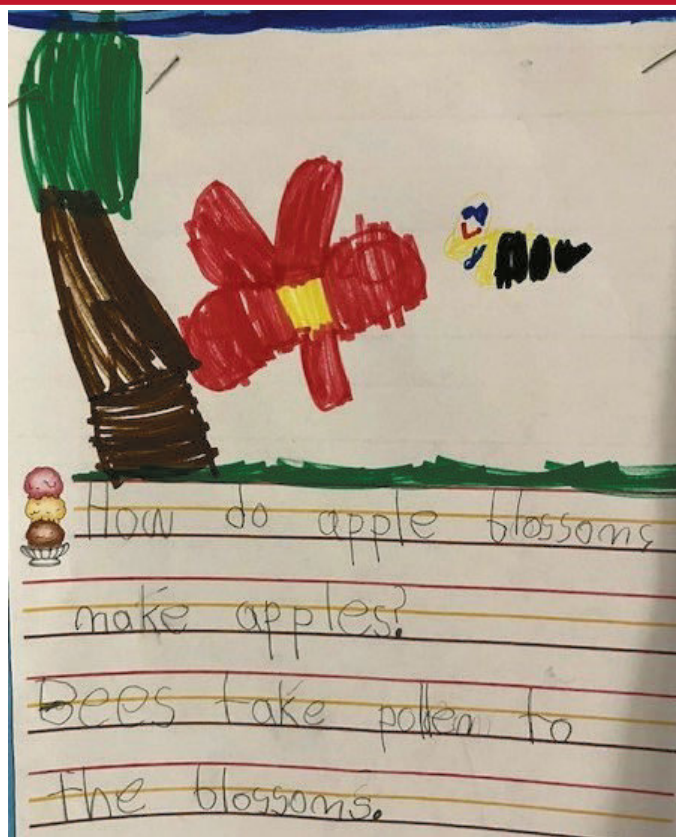 How do apple blossoms
make apples?
Bees take pollen to
the blossoms.